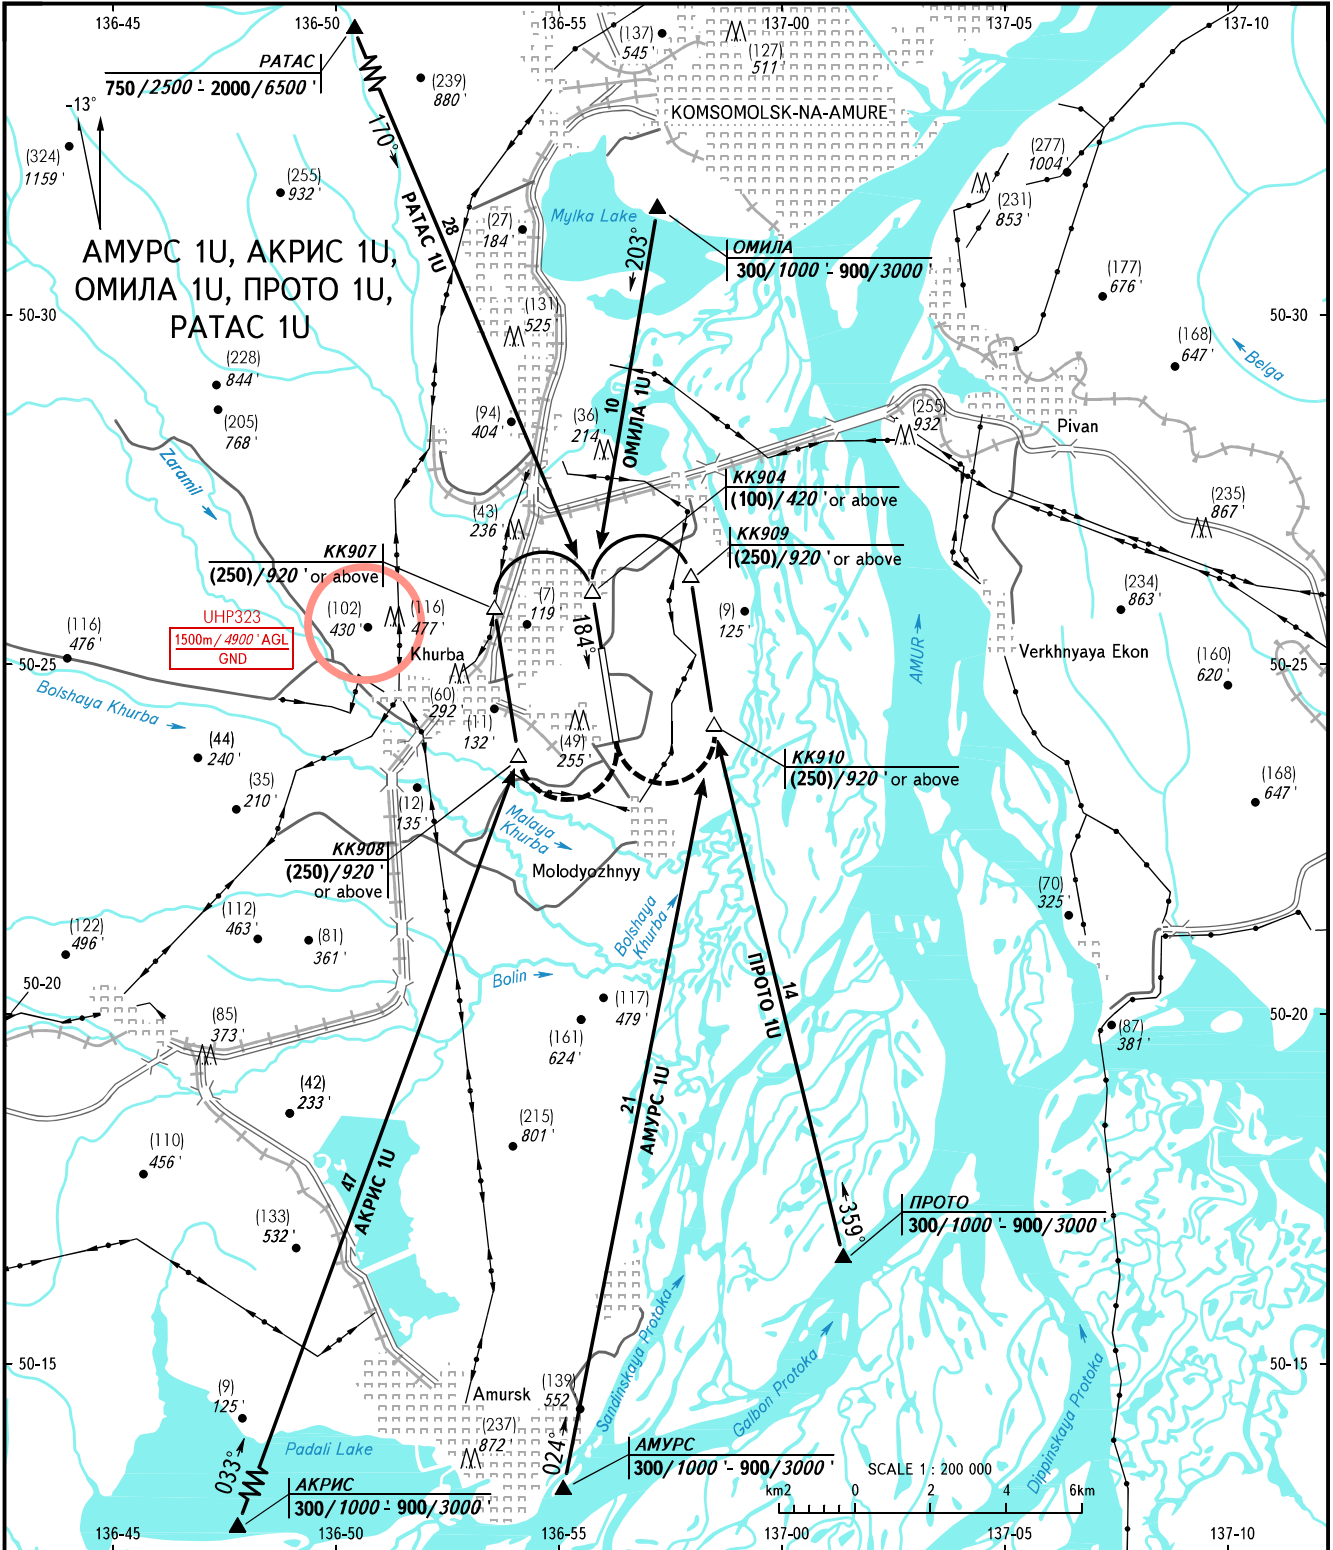 136-45
136-50
136-55
137-00
137-05
137-10
РАТАС
750/2500' - 2000/6500'
-13°
(324)
1159'
(239)
880'
(137)
545'
(127)
511'
KOMSOMOLSK-NA-AMURE
170°
(255)
932'
28
РАТАС 1U
(27)
184'
Mylka Lake
203°
ОМИЛА
300/1000' - 900/3000'
(277)
1004'
(231)
853'
АМУРС 1U, АКРИС 1U,
ОМИЛА 1U, ПРОТО 1U,
РАТАС 1U
(177)
676'
50-30
50-30
(131)
525'
(168)
647'
Belga
(228)
844'
(205)
768'
10
ОМИЛА 1U
(94)
404'
(36)
214'
(255)
932'
Pivan
Zaramil
KK904
(100)/420' or above
(43)
236'
(235)
867'
KK907
(250)/920' or above
KK909
(250)/920' or above
UHP323
1500m/4900' AGL
GND
(102)
430'
(116)
477'
(7)
119'
184°
(9)
125'
(234)
863'
(116)
476'
50-25
Khurba
AMUR
Verkhnyaya Ekon
50-25
(160)
620'
Bolshaya Khurba
(60)
292'
(11)
132'
(49)
255'
(44)
240'
KK910
(250)/920' or above
(35)
210'
(12)
135'
(168)
647'
Malaya
Khurba
KK908
(250)/920'
or above
Molodyozhnyy
(70)
325'
(112)
463'
(81)
361'
(122)
496'
Bolshaya
Khurba
50-20
Bolin
14
ПРОТО 1U
(117)
479'
(161)
624'
50-20
(85)
373'
(87)
381'
(42)
233'
21
АМУРС 1U
(215)
801'
(110)
456'
47
АКРИС 1U
(133)
532'
359°
ПРОТО
300/1000' - 900/3000'
Sandinskaya Protoka
Galbon Protoka
Dippinskaya Protoka
50-15
50-15
(9)
125'
Amursk
(139)
552'
(237)
872'
Padali Lake
033°
024°
АМУРС
300/1000' - 900/3000'
АКРИС
300/1000' - 900/3000'
SCALE 1 : 200 000
km2 0 2 4 6km
136-45
136-50
136-55
137-00
137-05
137-10